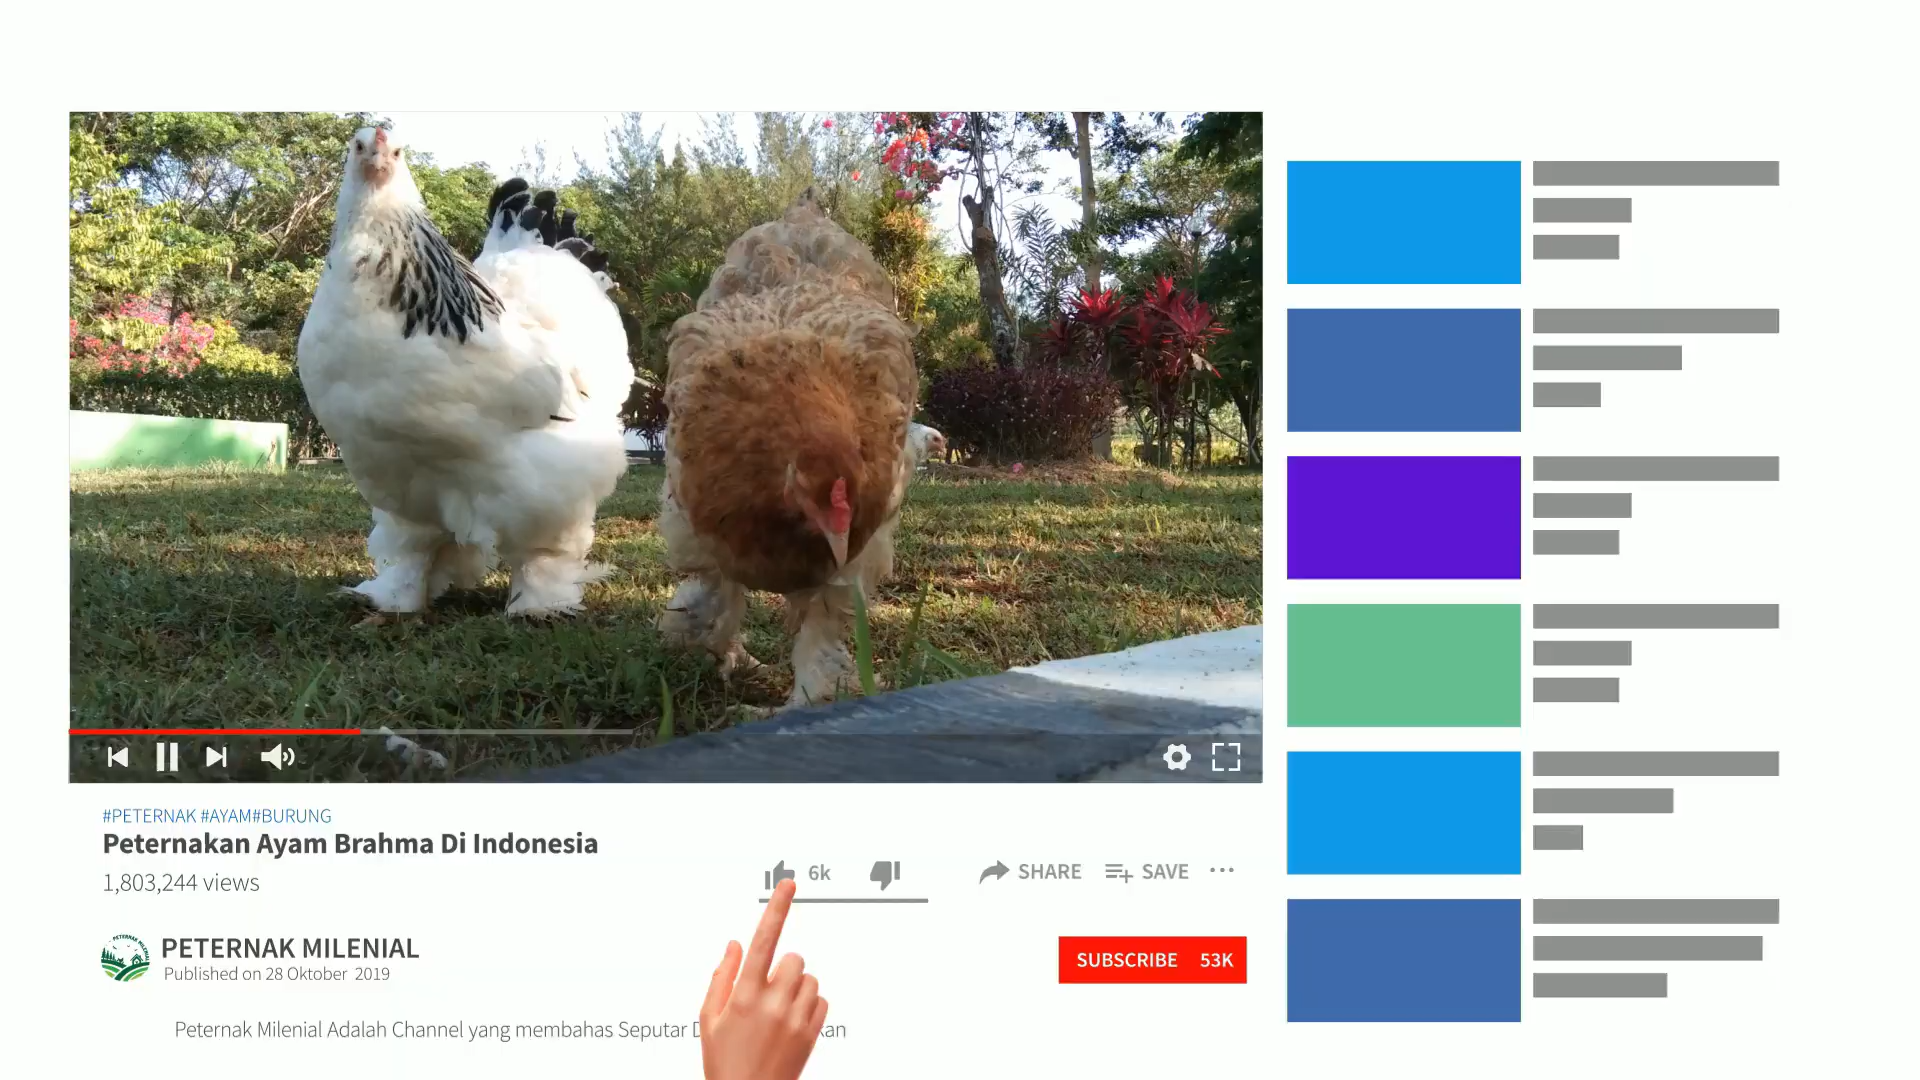 #PETERNAK #AYAM#BURUNG
Peternakan Ayam Brahma Di Indonesia
1,803,244 views
6k
SHARE
SAVE
PETERNAK MILENIAL
Published on 28 Oktober 2019
SUBSCRIBE 53K
Peternak Milenial Adalah Channel yang membahas Seputar